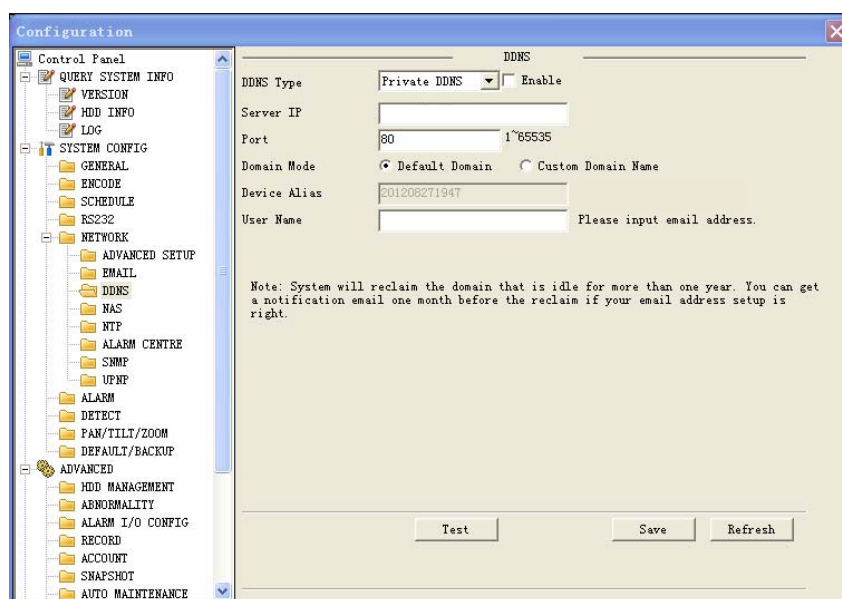 Configuration
Control Panel
QUERY SYSTEM INFO
VERSION
HDD INFO
LOG
SYSTEM CONFIG
GENERAL
ENCODE
SCHEDULE
RS232
NETWORK
ADVANCED SETUP
EMAIL
DDNS
NAS
NTP
ALARM CENTRE
SNMP
UPNP
ALARM
DETECT
PAN/TILT/ZOOM
DEFAULT/BACKUP
ADVANCED
HDD MANAGEMENT
ABNORMALITY
ALARM I/O CONFIG
RECORD
ACCOUNT
SNAPSHOT
AUTO MAINTENANCE
DDNS
DDNS Type Private DDNS Enable
Server IP
Port 80 1~65535
Domain Mode Default Domain Custom Domain Name
Device Alias 201208271947
User Name Please input email address.
Note: System will reclaim the domain that is idle for more than one year. You can get
a notification email one month before the reclaim if your email address setup is
right.
Test Save Refresh